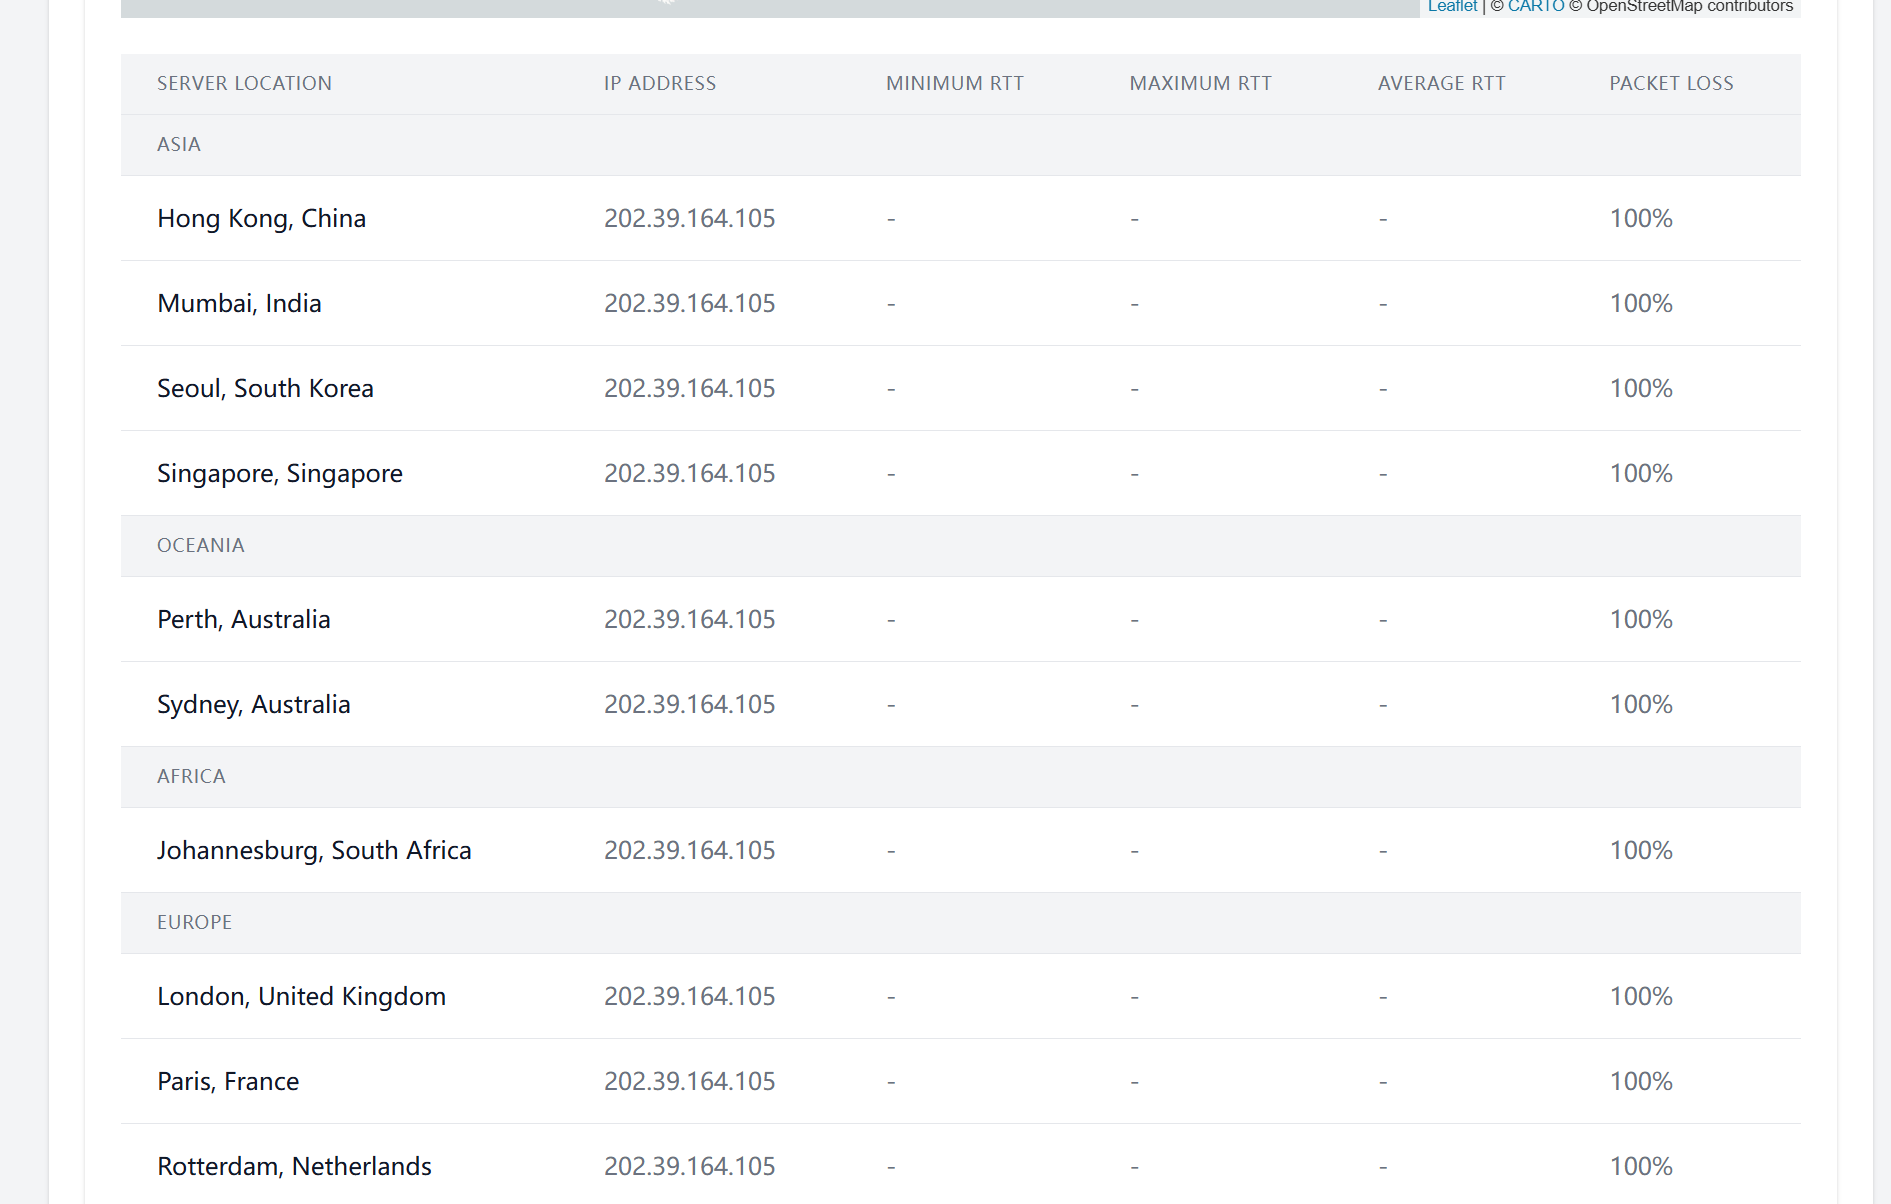 Leaflet | © CARTO © OpenStreetMap contributors
SERVER LOCATION IP ADDRESS MINIMUM RTT MAXIMUM RTT AVERAGE RTT PACKET LOSS
ASIA
Hong Kong, China 202.39.164.105 - - - 100%
Mumbai, India 202.39.164.105 - - - 100%
Seoul, South Korea 202.39.164.105 - - - 100%
Singapore, Singapore 202.39.164.105 - - - 100%
OCEANIA
Perth, Australia 202.39.164.105 - - - 100%
Sydney, Australia 202.39.164.105 - - - 100%
AFRICA
Johannesburg, South Africa 202.39.164.105 - - - 100%
EUROPE
London, United Kingdom 202.39.164.105 - - - 100%
Paris, France 202.39.164.105 - - - 100%
Rotterdam, Netherlands 202.39.164.105 - - - 100%